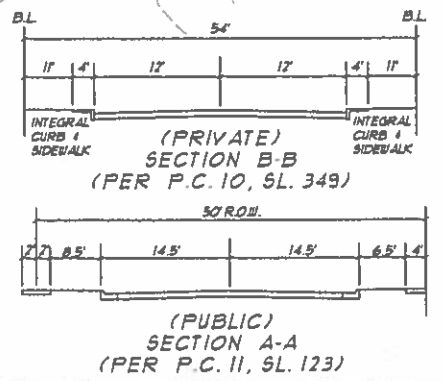 B.L. B.L.
54'
11' 4' 12' 12' 4' 11'
INTEGRAL CURB & SIDEWALK
(PRIVATE)
INTEGRAL CURB & SIDEWALK
SECTION B-B
(PER P.C. 10, SL. 349)
50' R.O.W.
2' 2' 8.5' 14.5' 14.5' 6.5' 4'
(PUBLIC)
SECTION A-A
(PER P.C. 11, SL. 123)